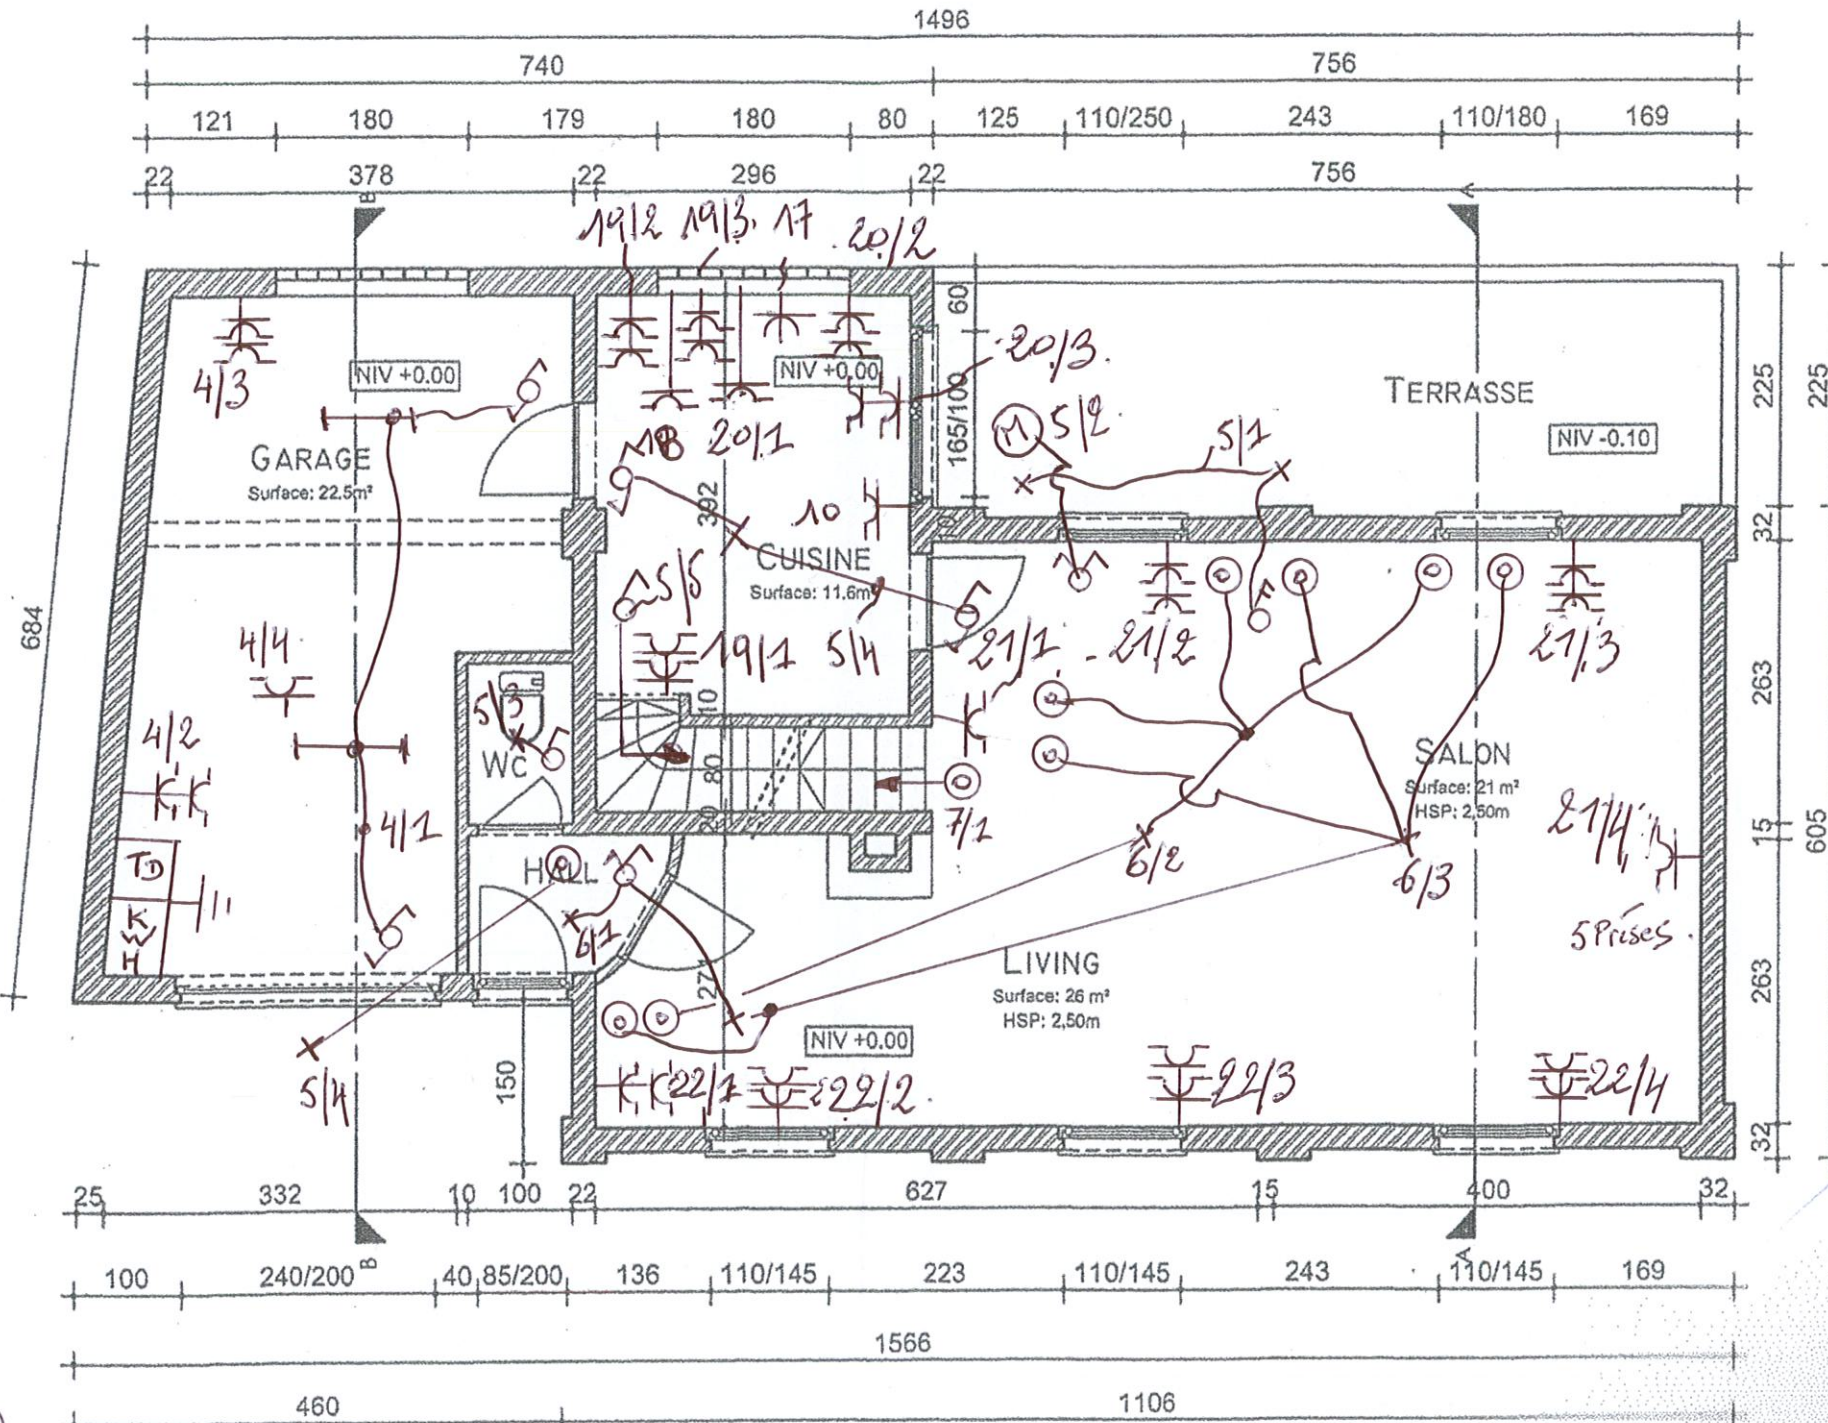 1496
740 756
121 180 179 180 80 125 110/250 243 110/180 169
22 378 22 296 22 756
B A
19/2 19/3. 17 20/2
60
20/3.
4/3
NIV +0.00
NIV +0.00
165/100
M 5/2
5/1
TERRASSE
NIV -0.10
225
225
GARAGE
Surface: 22.5m²
18 20/1
392
10
32
CUISINE
Surface: 11.6m²
684
4/4
5/5
19/1 5/4
21/1 21/2 21/3
263
10
5/3
WC
4/2
80
SALON
Surface: 21 m²
HSP: 2,50m
4/1
20
7/1
6/2
6/3
21/4
15
605
TD
HALL
KWH
6/1
5 Prises.
LIVING
Surface: 26 m²
HSP: 2,50m
27
263
NIV +0.00
5/4
150
22/1 22/2 22/3 22/4
32
25 332 10 100 22 627 15 400 32
B A
100 240/200 40 85/200 136 110/145 223 110/145 243 110/145 169
1566
460 1106